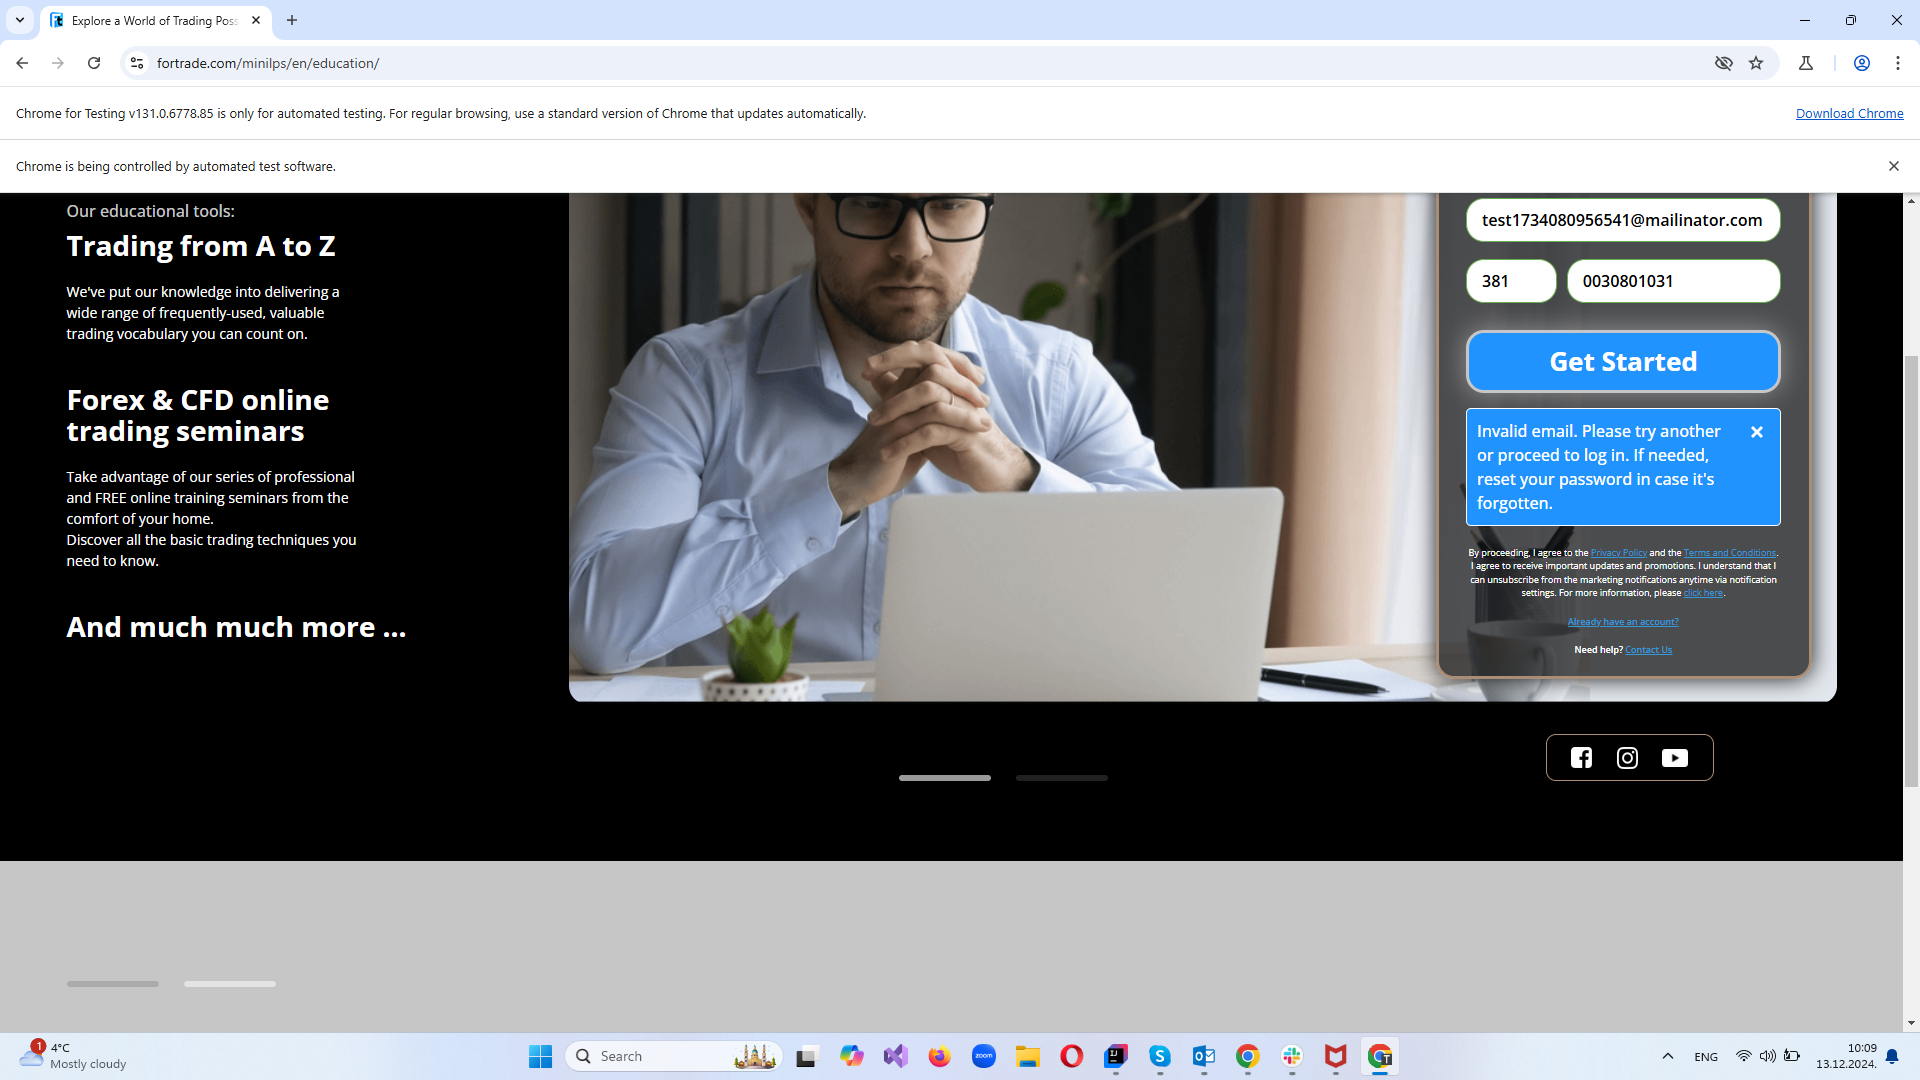 Explore a World of Trading Poss
fortrade.com/minilps/en/education/
Chrome for Testing v131.0.6778.85 is only for automated testing. For regular browsing, use a standard version of Chrome that updates automatically.
Download Chrome
Chrome is being controlled by automated test software.
Our educational tools:
Trading from A to Z
We've put our knowledge into delivering a
wide range of frequently-used, valuable
trading vocabulary you can count on.
Forex & CFD online
trading seminars
Take advantage of our series of professional
and FREE online training seminars from the
comfort of your home.
Discover all the basic trading techniques you
need to know.
And much much more ...
test1734080956541@mailinator.com
381
0030801031
Get Started
Invalid email. Please try another
or proceed to log in. If needed,
reset your password in case it's
forgotten.
By proceeding, I agree to the Privacy Policy and the Terms and Conditions.
I agree to receive important updates and promotions. I understand that I
can unsubscribe from the marketing notifications anytime via notification
settings. For more information, please click here.
Already have an account?
Need help? Contact Us
1
4°C
Mostly cloudy
Search
zoom
ENG
10:09
13.12.2024.